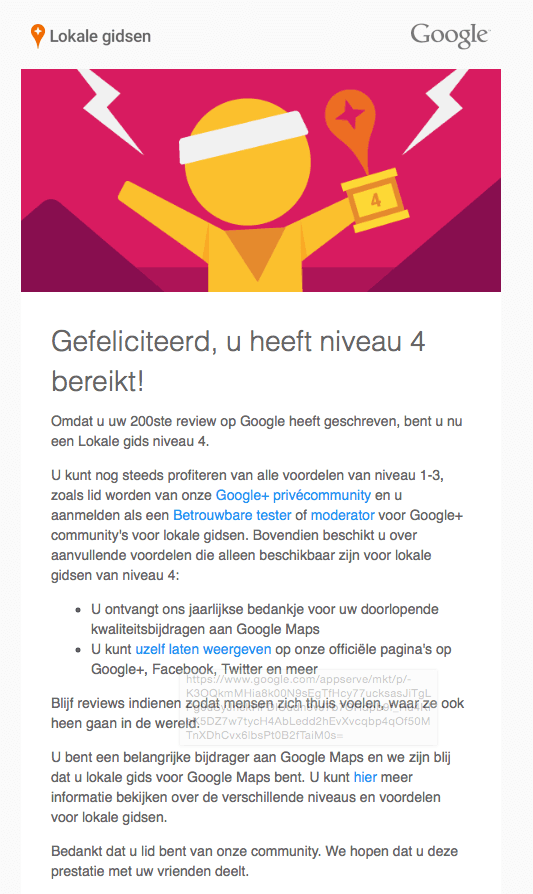 Lokale gidsen
Google
4
Gefeliciteerd, u heeft niveau 4
bereikt!
Omdat u uw 200ste review op Google heeft geschreven, bent u nu
een Lokale gids niveau 4.
U kunt nog steeds profiteren van alle voordelen van niveau 1-3,
zoals lid worden van onze Google+ privécommunity en u
aanmelden als een Betrouwbare tester of moderator voor Google+
community's voor lokale gidsen. Bovendien beschikt u over
aanvullende voordelen die alleen beschikbaar zijn voor lokale
gidsen van niveau 4:
• U ontvangt ons jaarlijkse bedankje voor uw doorlopende
kwaliteitsbijdragen aan Google Maps
• U kunt uzelf laten weergeven op onze officiële pagina's op
Google+, Facebook, Twitter en meer
https://www.google.com/appserve/mkt/p/-
Blijf reviews indienen zodat mensen zich thuis voelen, waar ze ook
heen gaan in de wereld.
U bent een belangrijke bijdrager aan Google Maps en we zijn blij
dat u lokale gids voor Google Maps bent. U kunt hier meer
informatie bekijken over de verschillende niveaus en voordelen
voor lokale gidsen.
Bedankt dat u lid bent van onze community. We hopen dat u deze
prestatie met uw vrienden deelt.